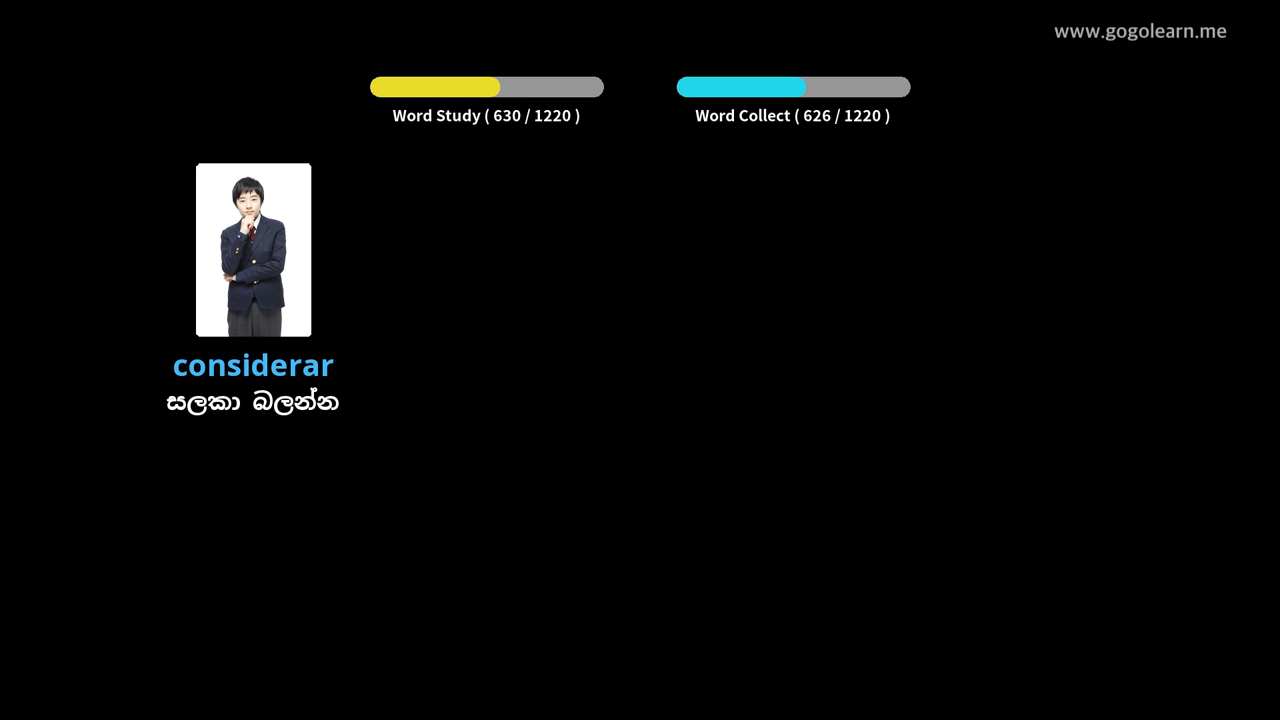 www.gogolearn.me
Word Study ( 630 / 1220 )
Word Collect ( 626 / 1220 )
considerar
සලකා බලන්න